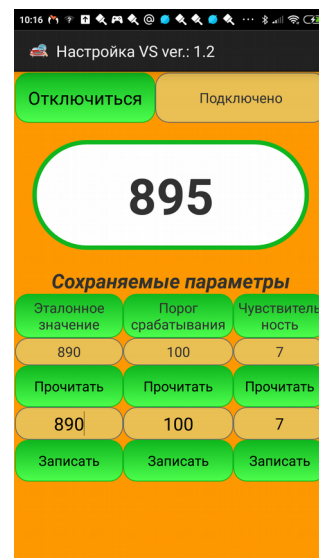 10:16
Настройка VS ver.: 1.2
Отключиться Подключено
895
Сохраняемые параметры
Эталонное Порог Чувствитель
значение срабатывания ность
890 100 7
Прочитать Прочитать Прочитать
890 100 7
Записать Записать Записать